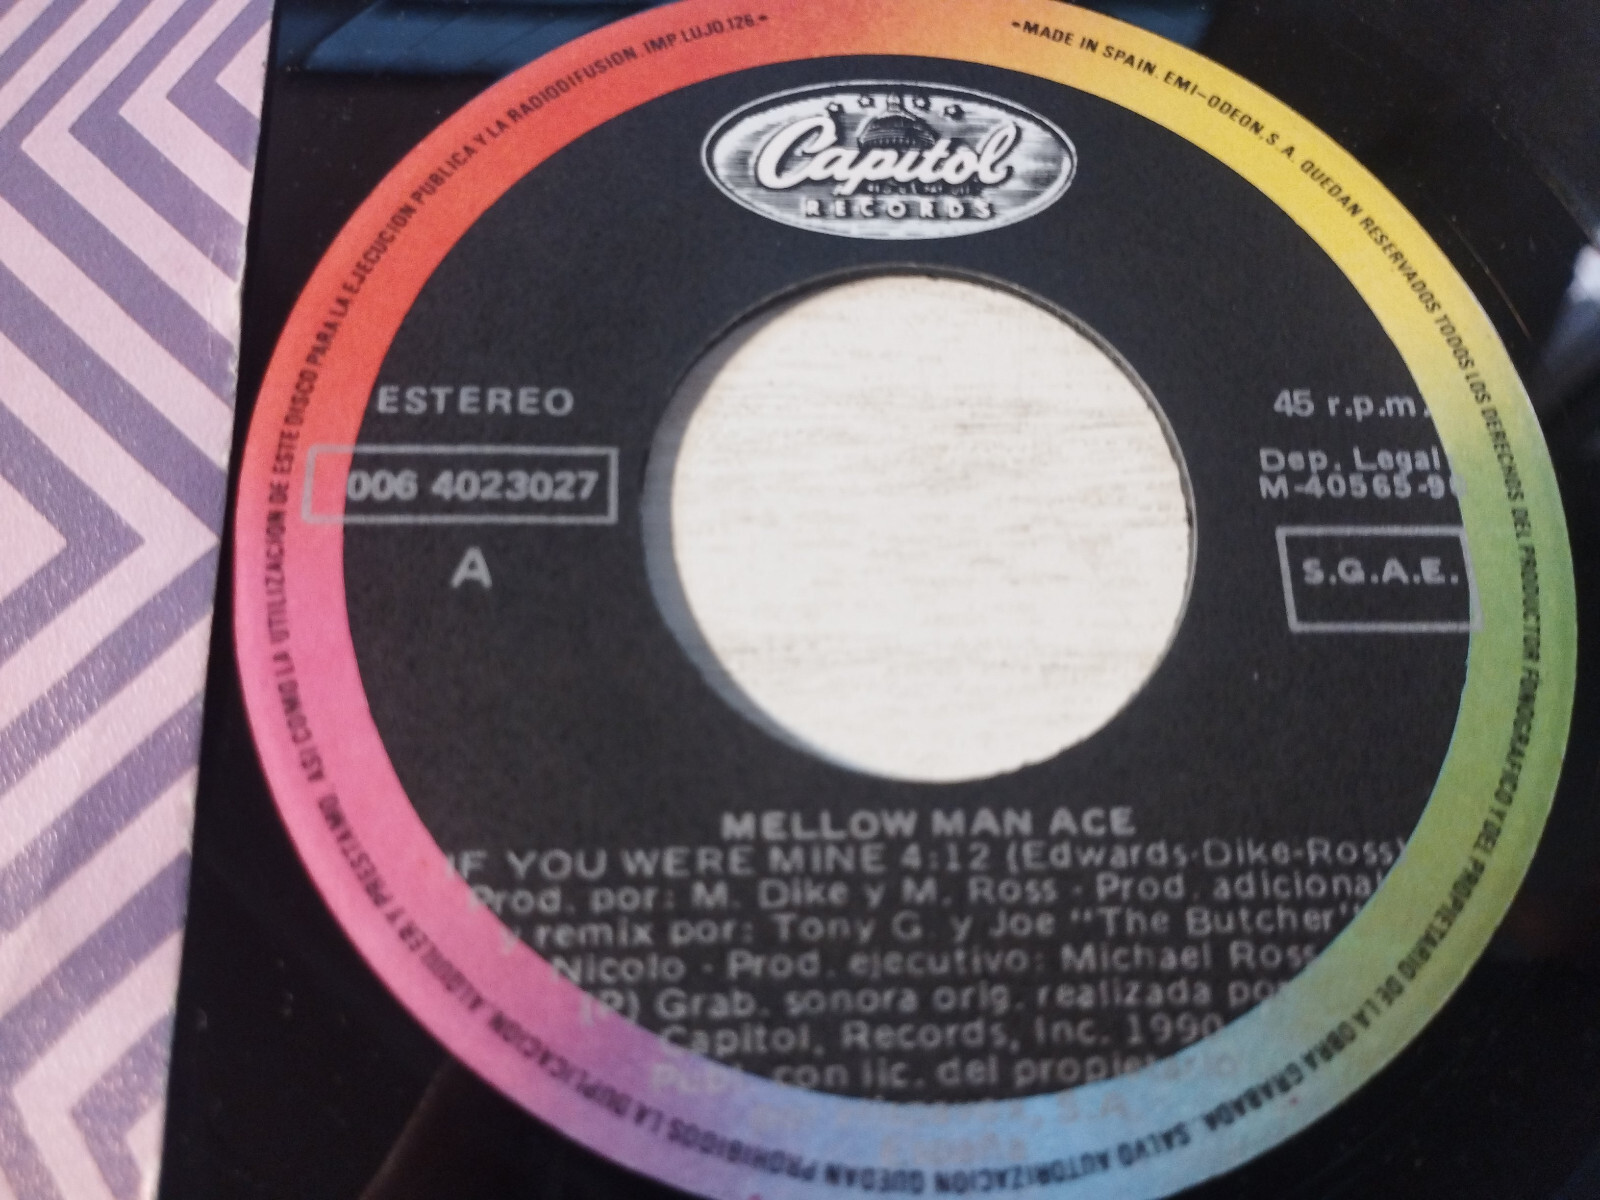 •MADE IN SPAIN. EMI-ODEON, S.A. QUEDAN RESERVADOS TODOS LOS DERECHOS DEL PRODUCTOR FONOGRAFICO Y DEL PROPIETARIO DE LA OBRA GRABADA. SALVO AUTORIZACION QUEDAN PROHIBIDOS LA DUPLICACION, ALQUILER Y PRESTAMO, ASI COMO LA UTILIZACION DE ESTE DISCO PARA LA EJECUCION PUBLICA Y LA RADIODIFUSION. IMP. LUJO,126.•
Capitol
RECORDS
ESTEREO
45 r.p.m.
006 4023027
Dep. Legal
M-40565-90
A
S.G.A.E.
MELLOW MAN ACE
IF YOU WERE MINE 4:12 (Edwards-Dike-Ross)
Prod. por: M. Dike y M. Ross - Prod. adicional
y remix por: Tony G. y Joe "The Butcher"
Nicolo - Prod. ejecutivo: Michael Ross
(P) Grab. sonora orig. realizada por
Capitol, Records, Inc. 1990
Publ. con lic. del propietario
S.A.